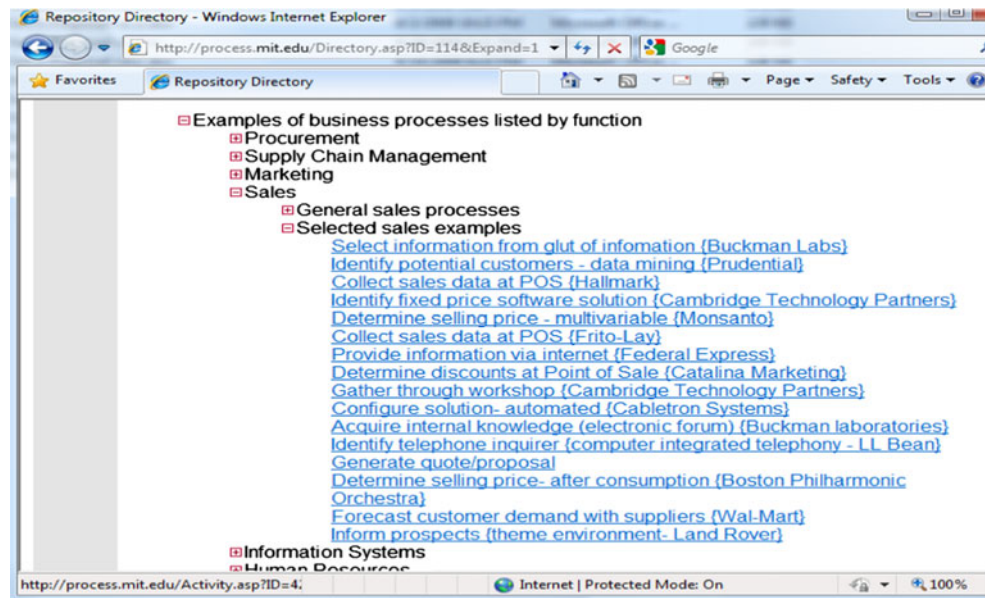 Repository Directory - Windows Internet Explorer
http://process.mit.edu/Directory.asp?ID=114&Expand=1
Google
Favorites
Repository Directory
Page
Safety
Tools
Examples of business processes listed by function
Procurement
Supply Chain Management
Marketing
Sales
General sales processes
Selected sales examples
Select information from glut of infomation {Buckman Labs}
Identify potential customers - data mining {Prudential}
Collect sales data at POS {Hallmark}
Identify fixed price software solution {Cambridge Technology Partners}
Determine selling price - multivariable {Monsanto}
Collect sales data at POS {Frito-Lay}
Provide information via internet {Federal Express}
Determine discounts at Point of Sale {Catalina Marketing}
Gather through workshop {Cambridge Technology Partners}
Configure solution- automated {Cabletron Systems}
Acquire internal knowledge (electronic forum) {Buckman laboratories}
Identify telephone inquirer {computer integrated telephony - LL Bean}
Generate quote/proposal
Determine selling price- after consumption {Boston Philharmonic
Orchestra}
Forecast customer demand with suppliers {Wal-Mart}
Inform prospects {theme environment- Land Rover}
Information Systems
Human Resources
http://process.mit.edu/Activity.asp?ID=4
Internet | Protected Mode: On
100%